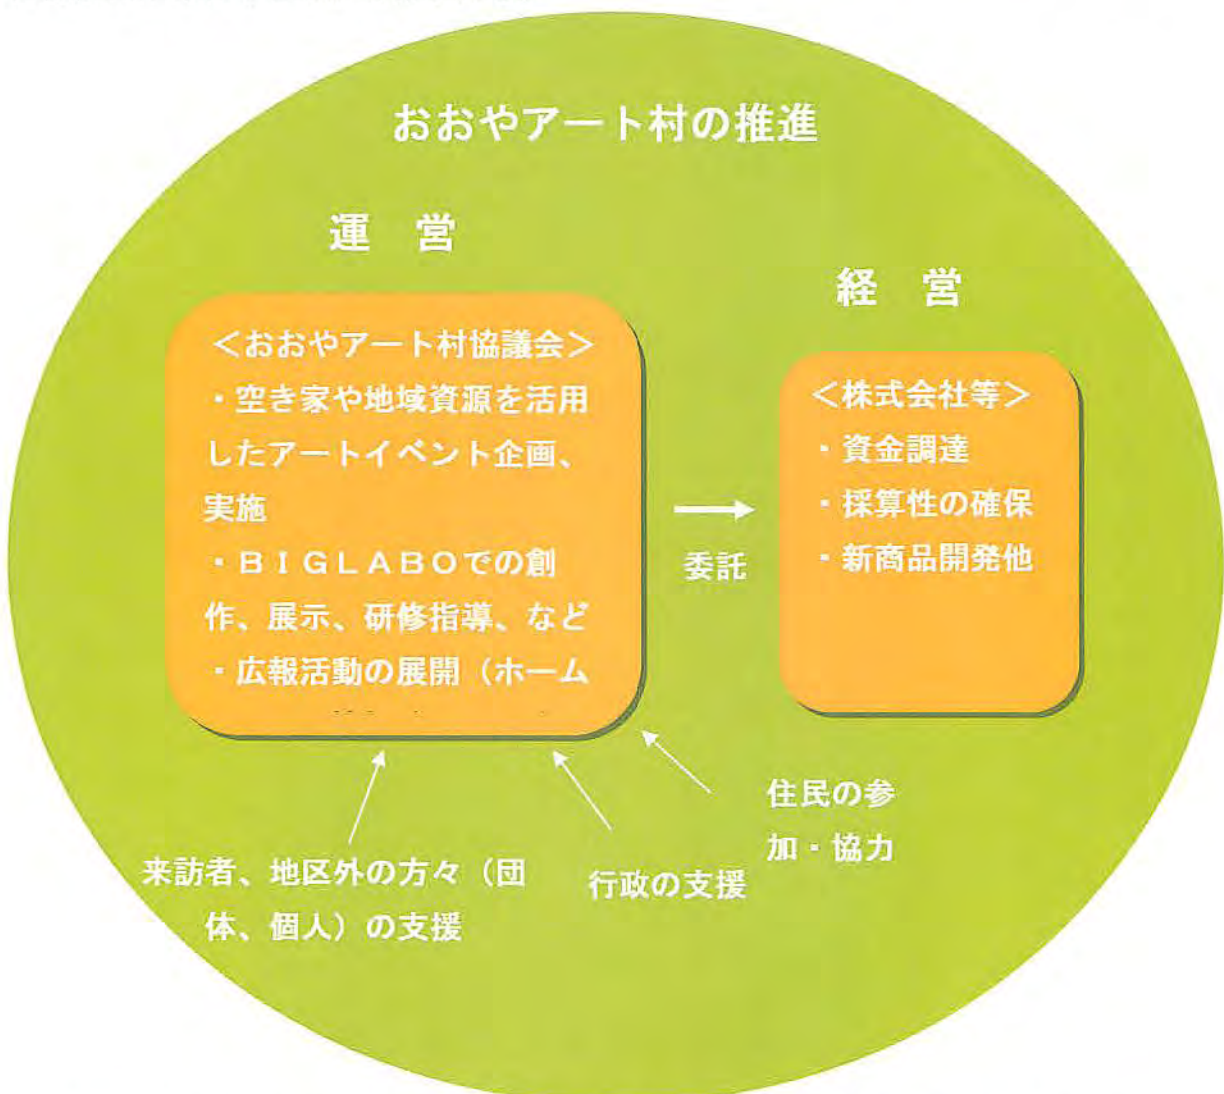 おおやアート村の推進
運 営
経 営
<おおやアート村協議会>
・空き家や地域資源を活用
したアートイベント企画、
実施
・BIGLABOでの創
作、展示、研修指導、など
・広報活動の展開（ホーム
委託
<株式会社等>
・資金調達
・採算性の確保
・新商品開発他
来訪者、地区外の方々（団
体、個人）の支援
行政の支援
住民の参
加・協力